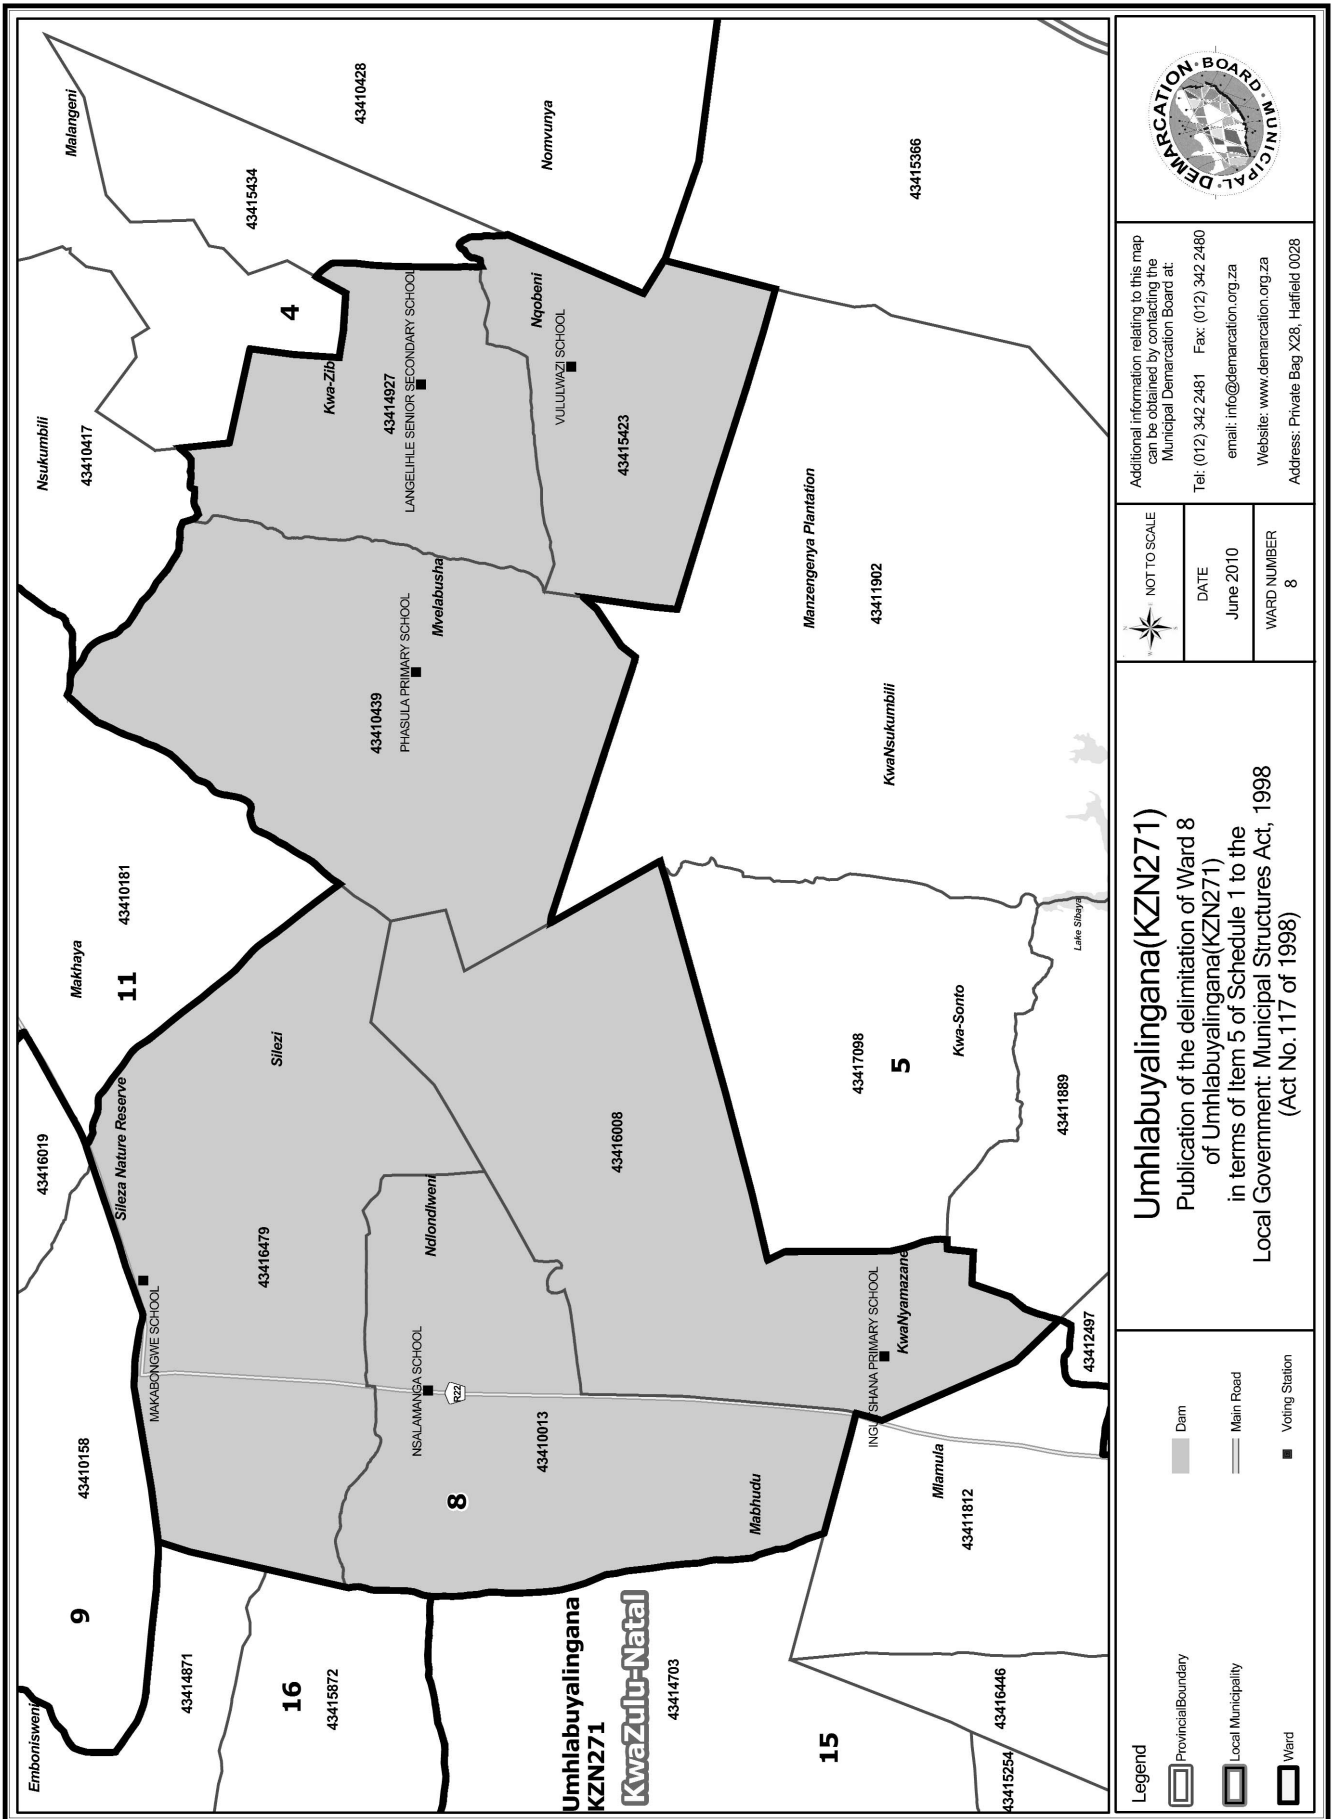 Emboniswenі
9
43410158
43416019
Makhaya
43410181
11
Nsukumbili
43410417
Malangeni
43415434
4
43410428
Nomvunya
43415366
43414871
16
43415872
MAKABONGWE SCHOOL
Sileza Nature Reserve
43416479
Silezi
43410439
PHASULA PRIMARY SCHOOL
Mvelabusha
Kwa-Zibi
43414927
LANGELIHLE SENIOR SECONDARY SCHOOL
Nqobeni
VULULWAZI SCHOOL
43415423
NSALAMANGA SCHOOL
Ndlondlweni
R22
8
43410013
43416008
Mabhudu
Umhlabuyalingana
KZN271
KwaZulu-Natal
43414703
15
INGUTSHANA PRIMARY SCHOOL
KwaNyamazane
Mlamula
43411812
43416446
43415254
43412497
43417098
5
Kwa-Sonto
43411889
Lake Sibaya
KwaNsukumbili
Manzengenya Plantation
43411902
Legend
ProvincialBoundary
Local Municipality
Ward
Dam
Main Road
Voting Station
Umhlabuyalingana(KZN271)
Publication of the delimitation of Ward 8
of Umhlabuyalingana(KZN271)
in terms of Item 5 of Schedule 1 to the
Local Government: Municipal Structures Act, 1998
(Act No.117 of 1998)
NOT TO SCALE
DATE
June 2010
WARD NUMBER
8
Additional information relating to this map
can be obtained by contacting the
Municipal Demarcation Board at:
Tel: (012) 342 2481 Fax: (012) 342 2480
email: info@demarcation.org.za
Website: www.demarcation.org.za
Address: Private Bag X28, Hatfield 0028
DEMARCATION · BOARD · MUNICIPAL ·